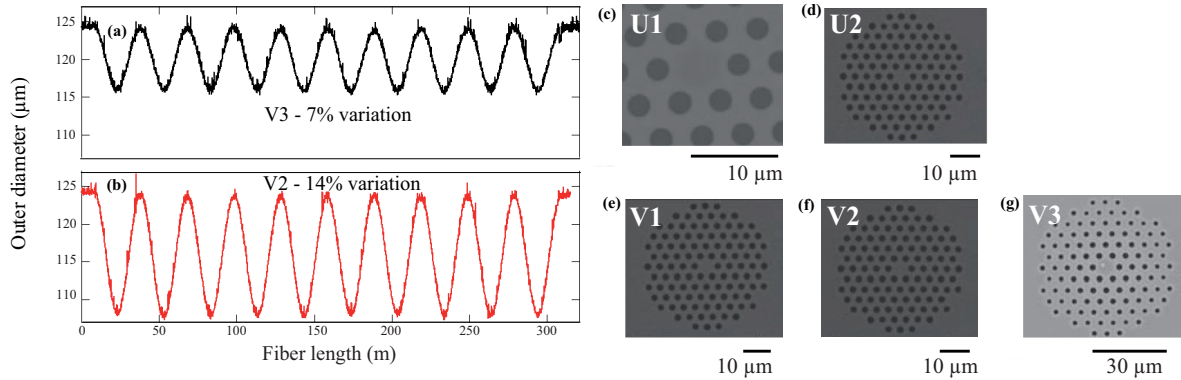 (a)
125
120
115
110
V3 - 7% variation
(b)
125
120
115
110
V2 - 14% variation
0 50 100 150 200 250 300
Outer diameter (µm)
Fiber length (m)
(c) U1
10 µm
(d) U2
10 µm
(e) V1
10 µm
(f) V2
10 µm
(g) V3
30 µm